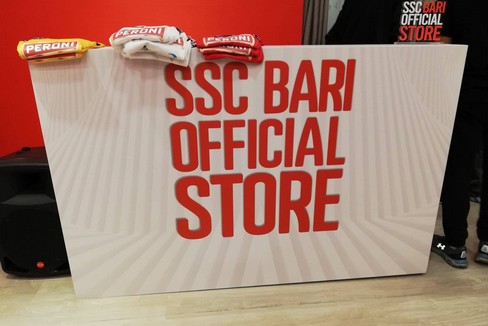 SSC BARI
OFFICIAL
STORE
PERONI
PERONI
PERONI
SSC BARI
OFFICIAL
STORE